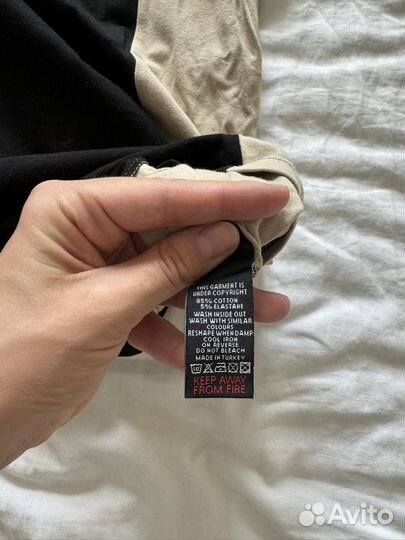 THIS GARMENT IS
UNDER COPYRIGHT
95% COTTON
5% ELASTANE
WASH INSIDE OUT
WASH WITH SIMILAR
COLOURS
RESHAPE WHEN DAMP
COOL IRON
ON REVERSE
DO NOT BLEACH
MADE IN TURKEY
KEEP AWAY
FROM FIRE
Avito